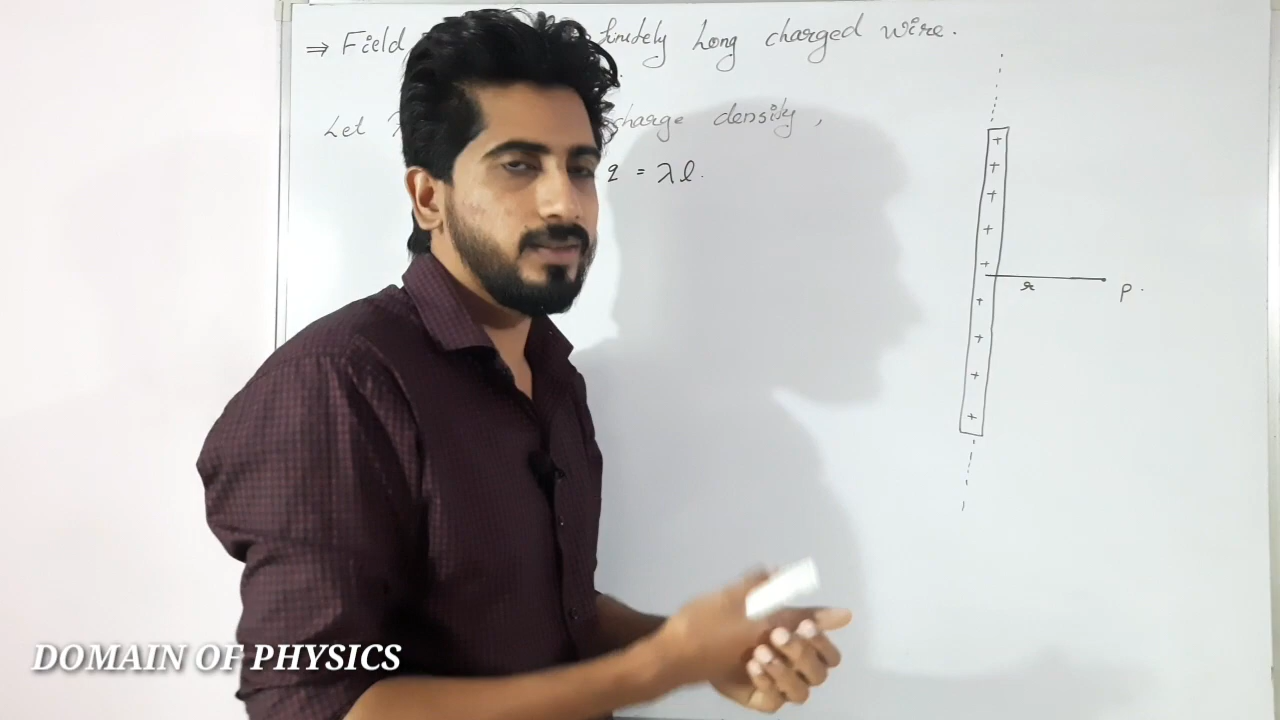 ⇒ Field finitely long charged wire.
Let λ charge density,
q = λl.
+
+
+
+
+
r P.
+
+
+
+
DOMAIN OF PHYSICS